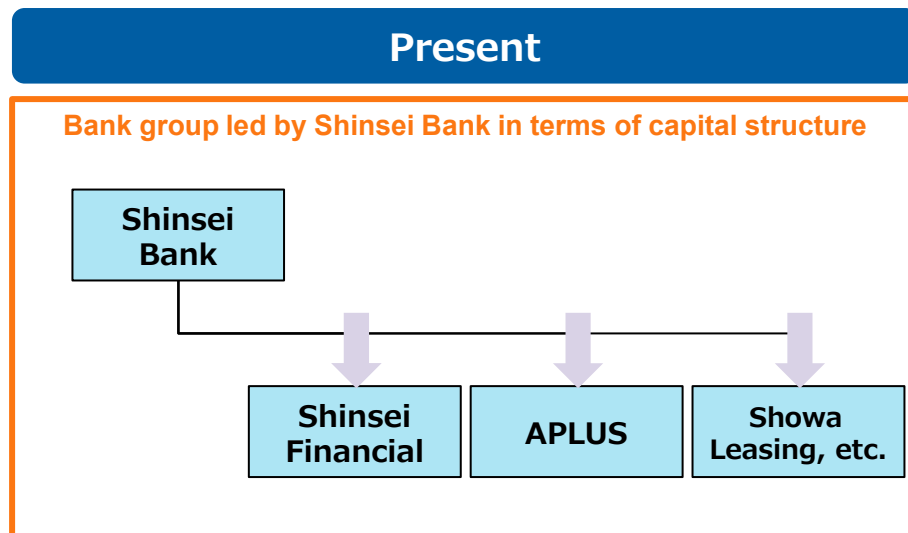 Present
Bank group led by Shinsei Bank in terms of capital structure
Shinsei
Bank
Shinsei
Financial
APLUS
Showa
Leasing, etc.